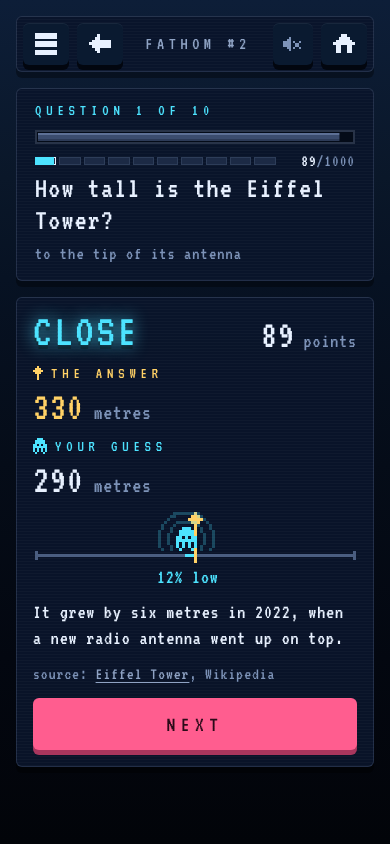 FATHOM #2
QUESTION 1 OF 10
89/1000
How tall is the Eiffel
Tower?
to the tip of its antenna
CLOSE
89 points
THE ANSWER
330 metres
YOUR GUESS
290 metres
12% low
It grew by six metres in 2022, when
a new radio antenna went up on top.
source: Eiffel Tower, Wikipedia
NEXT